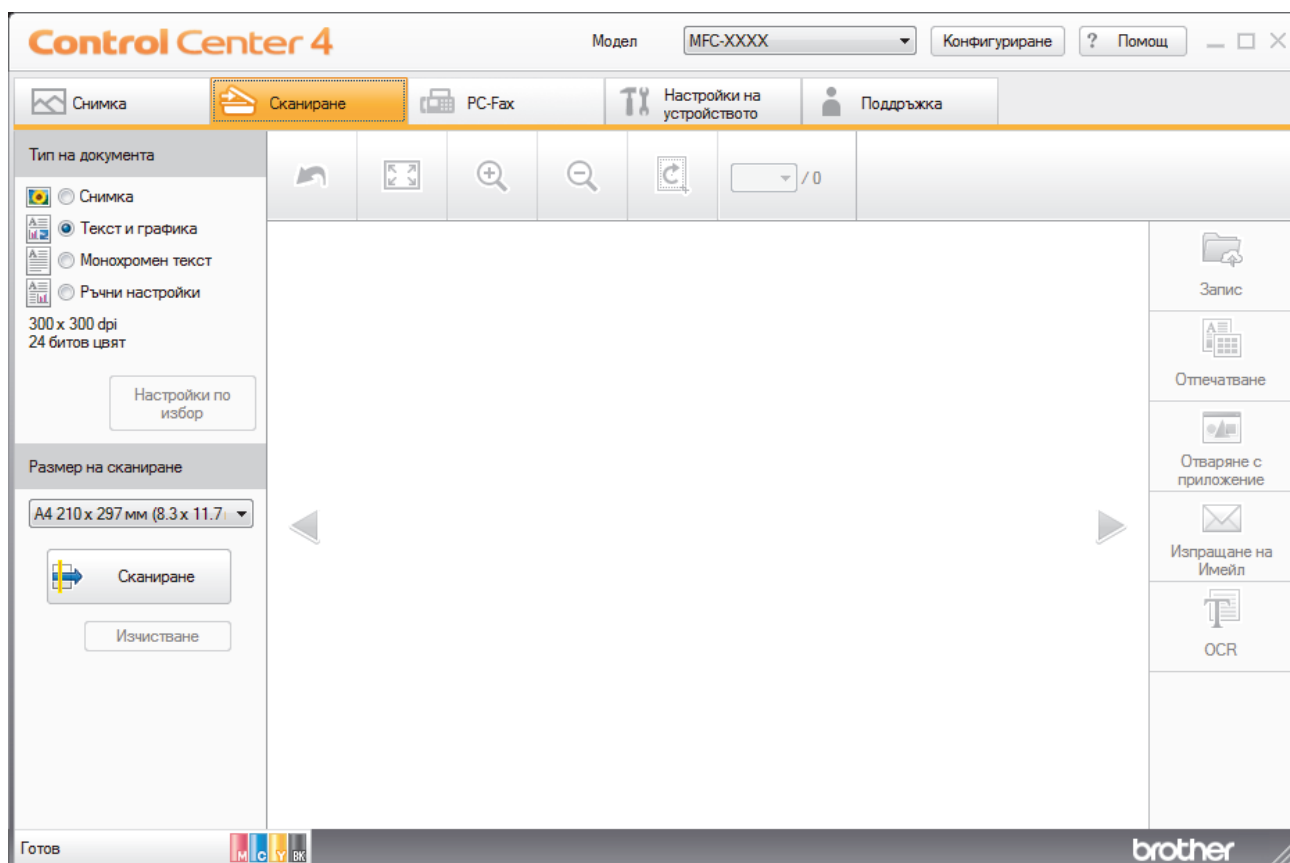 Control Center 4
Модел
MFC-XXXX
Конфигуриране
? Помощ
Снимка
Сканиране
PC-Fax
Настройки на
устройството
Поддръжка
Тип на документа
Снимка
Текст и графика
Монохромен текст
Ръчни настройки
300 x 300 dpi
24 битов цвят
Настройки по
избор
Размер на сканиране
A4 210 x 297 мм (8.3 x 11.7
Сканиране
Изчистване
/ 0
Запис
Отпечатване
Отваряне с
приложение
Изпращане на
Имейл
OCR
Готов
M C Y BK
brother